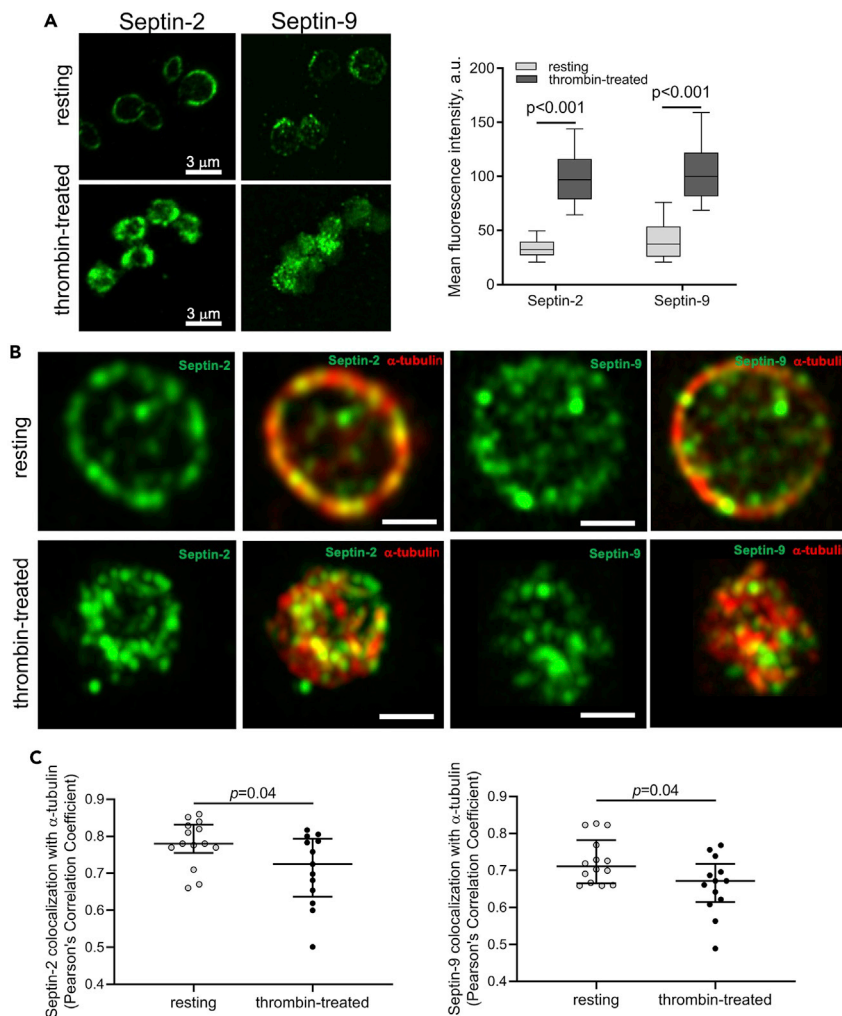 A
Septin-2
Septin-9
resting
3 μm
thrombin-treated
3 μm
resting
thrombin-treated
Mean fluorescence intensity, a.u.
200
150
100
50
0
p<0.001
p<0.001
Septin-2
Septin-9
B
resting
Septin-2
Septin-2 α-tubulin
Septin-9
Septin-9 α-tubulin
thrombin-treated
Septin-2
Septin-2 α-tubulin
Septin-9
Septin-9 α-tubulin
C
Septin-2 colocalization with α-tubulin
(Pearson's Correlation Coefficient)
0.9
0.8
0.7
0.6
0.5
0.4
p=0.04
resting
thrombin-treated
Septin-9 colocalization with α-tubulin
(Pearson's Correlation Coefficient)
0.9
0.8
0.7
0.6
0.5
0.4
p=0.04
resting
thrombin-treated